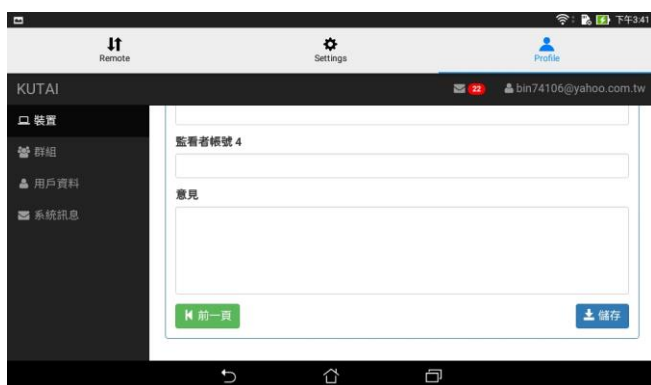 下午3:41
Remote
Settings
Profile
KUTAI
22
bin74106@yahoo.com.tw
裝置
群組
用戶資料
系統訊息
監看者帳號 4
意見
前一頁
儲存